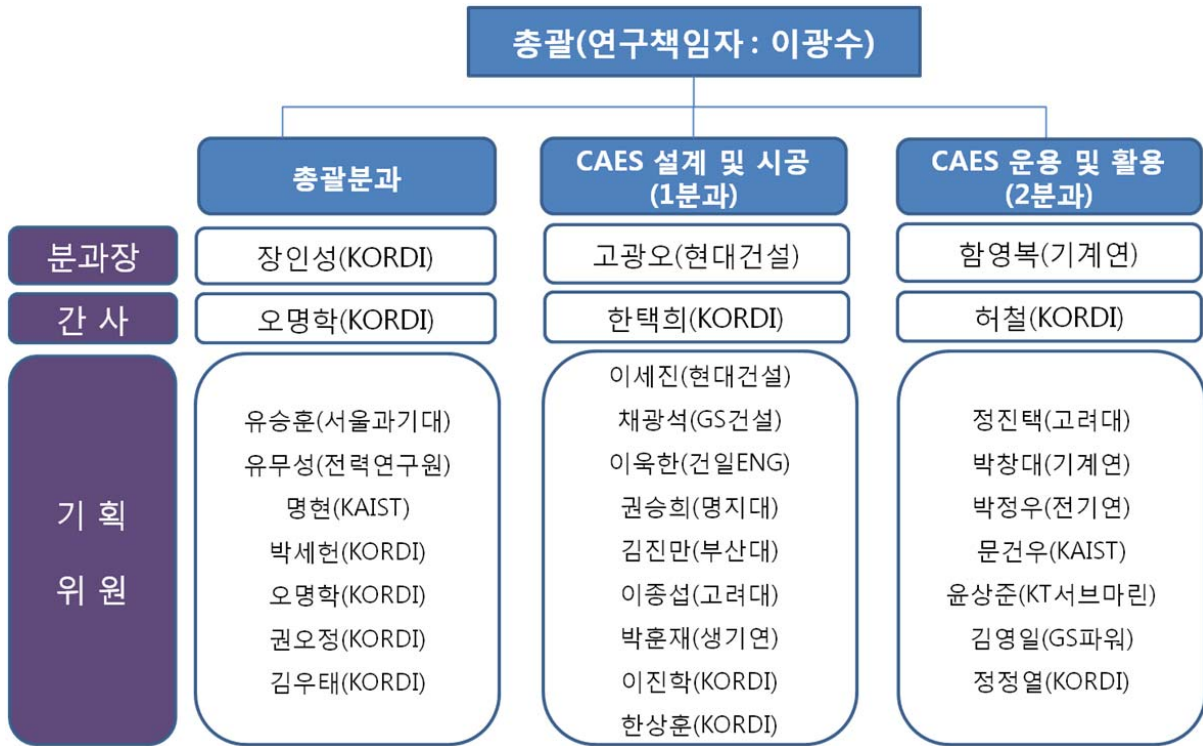 총괄(연구책임자 : 이광수)
총괄분과
CAES 설계 및 시공
(1분과)
CAES 운용 및 활용
(2분과)
분과장
장인성(KORDI)
고광오(현대건설)
함영복(기계연)
간 사
오명학(KORDI)
한택희(KORDI)
허철(KORDI)
기 획
위 원
유승훈(서울과기대)
유무성(전력연구원)
명현(KAIST)
박세헌(KORDI)
오명학(KORDI)
권오정(KORDI)
김우태(KORDI)
이세진(현대건설)
채광석(GS건설)
이욱한(건일ENG)
권승희(명지대)
김진만(부산대)
이종섭(고려대)
박훈재(생기연)
이진학(KORDI)
한상훈(KORDI)
정진택(고려대)
박창대(기계연)
박정우(전기연)
문건우(KAIST)
윤상준(KT서브마린)
김영일(GS파워)
정정열(KORDI)